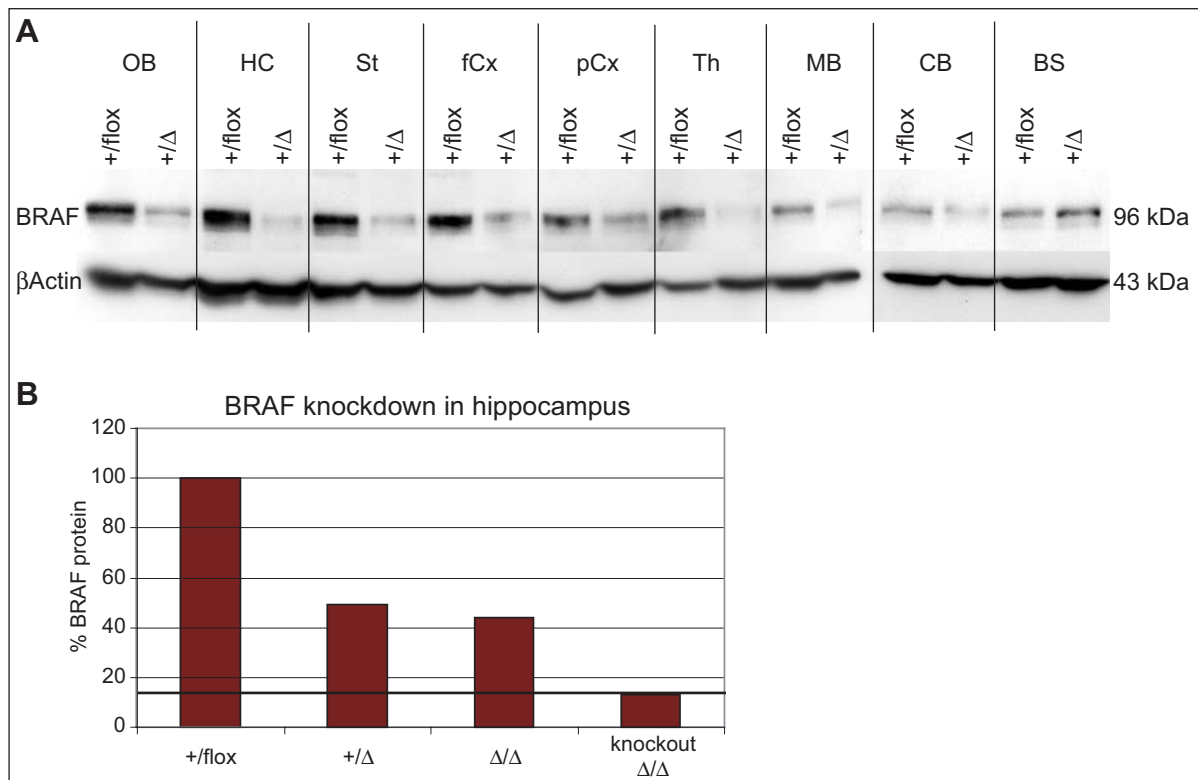 A
OB HC St fCx pCx Th MB CB BS
+/flox +/Δ +/flox +/Δ +/flox +/Δ +/flox +/Δ +/flox +/Δ +/flox +/Δ +/flox +/Δ +/flox +/Δ +/flox +/Δ
BRAF 96 kDa
βActin 43 kDa
B
BRAF knockdown in hippocampus
% BRAF protein
120
100
80
60
40
20
0
+/flox +/Δ Δ/Δ knockout
Δ/Δ